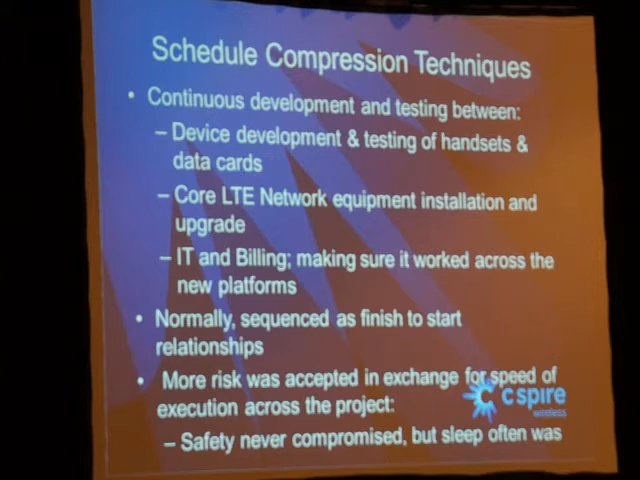 Schedule Compression Techniques
• Continuous development and testing between:
– Device development & testing of handsets &
data cards
– Core LTE Network equipment installation and
upgrade
– IT and Billing; making sure it worked across the
new platforms
• Normally, sequenced as finish to start
relationships
• More risk was accepted in exchange for speed of
execution across the project:
– Safety never compromised, but sleep often was
C c spire
wireless